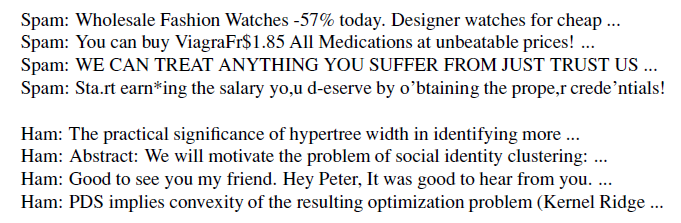 Spam: Wholesale Fashion Watches -57% today. Designer watches for cheap ...
Spam: You can buy ViagraFr$1.85 All Medications at unbeatable prices! ...
Spam: WE CAN TREAT ANYTHING YOU SUFFER FROM JUST TRUST US ...
Spam: Sta.rt earn*ing the salary yo,u d-eserve by o’btaining the prope,r crede’ntials!
Ham: The practical significance of hypertree width in identifying more ...
Ham: Abstract: We will motivate the problem of social identity clustering: ...
Ham: Good to see you my friend. Hey Peter, It was good to hear from you. ...
Ham: PDS implies convexity of the resulting optimization problem (Kernel Ridge ...